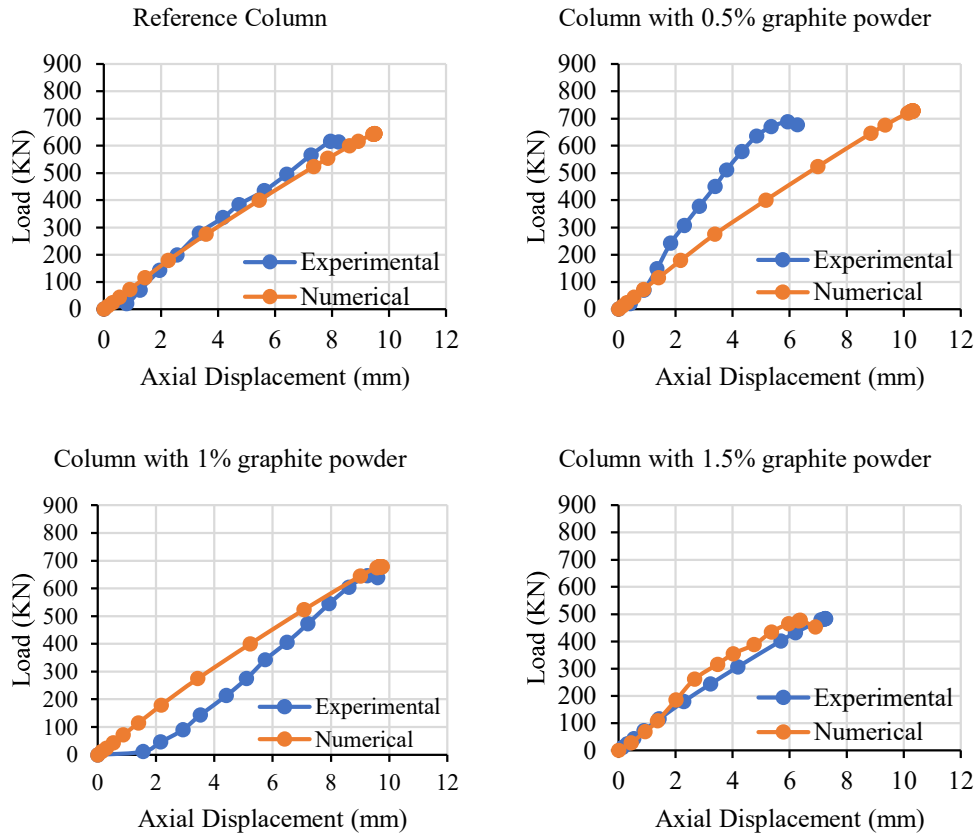 Reference Column
900
800
700
600
500
400
300
200
100
0
Load (KN)
0 2 4 6 8 10 12
Axial Displacement (mm)
Experimental
Numerical
Column with 0.5% graphite powder
900
800
700
600
500
400
300
200
100
0
Load (KN)
0 2 4 6 8 10 12
Axial Displacement (mm)
Experimental
Numerical
Column with 1% graphite powder
900
800
700
600
500
400
300
200
100
0
Load (KN)
0 2 4 6 8 10 12
Axial Displacement (mm)
Experimental
Numerical
Column with 1.5% graphite powder
900
800
700
600
500
400
300
200
100
0
Load (KN)
0 2 4 6 8 10 12
Axial Displacement (mm)
Experimental
Numerical